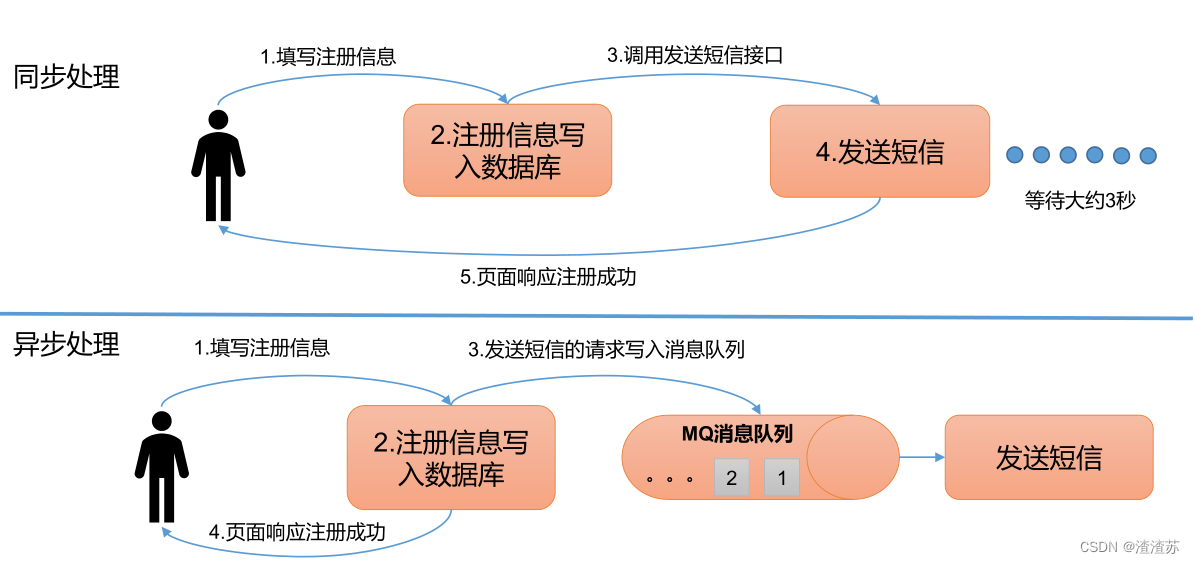 同步处理
1.填写注册信息
3.调用发送短信接口
2.注册信息写
入数据库
4.发送短信
等待大约3秒
5.页面响应注册成功
异步处理
1.填写注册信息
3.发送短信的请求写入消息队列
2.注册信息写
入数据库
MQ消息队列
。。。 2 1
发送短信
4.页面响应注册成功
CSDN @渣渣苏